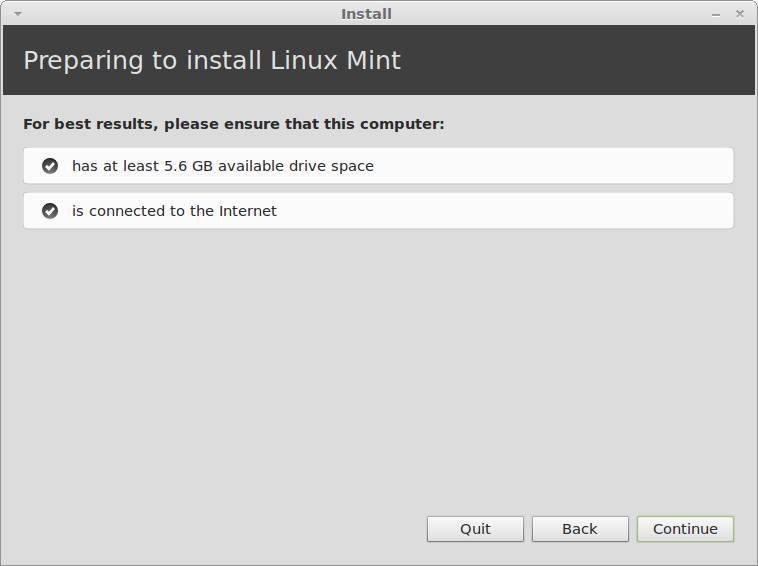 Install
Preparing to install Linux Mint
For best results, please ensure that this computer:
has at least 5.6 GB available drive space
is connected to the Internet
Quit Back Continue